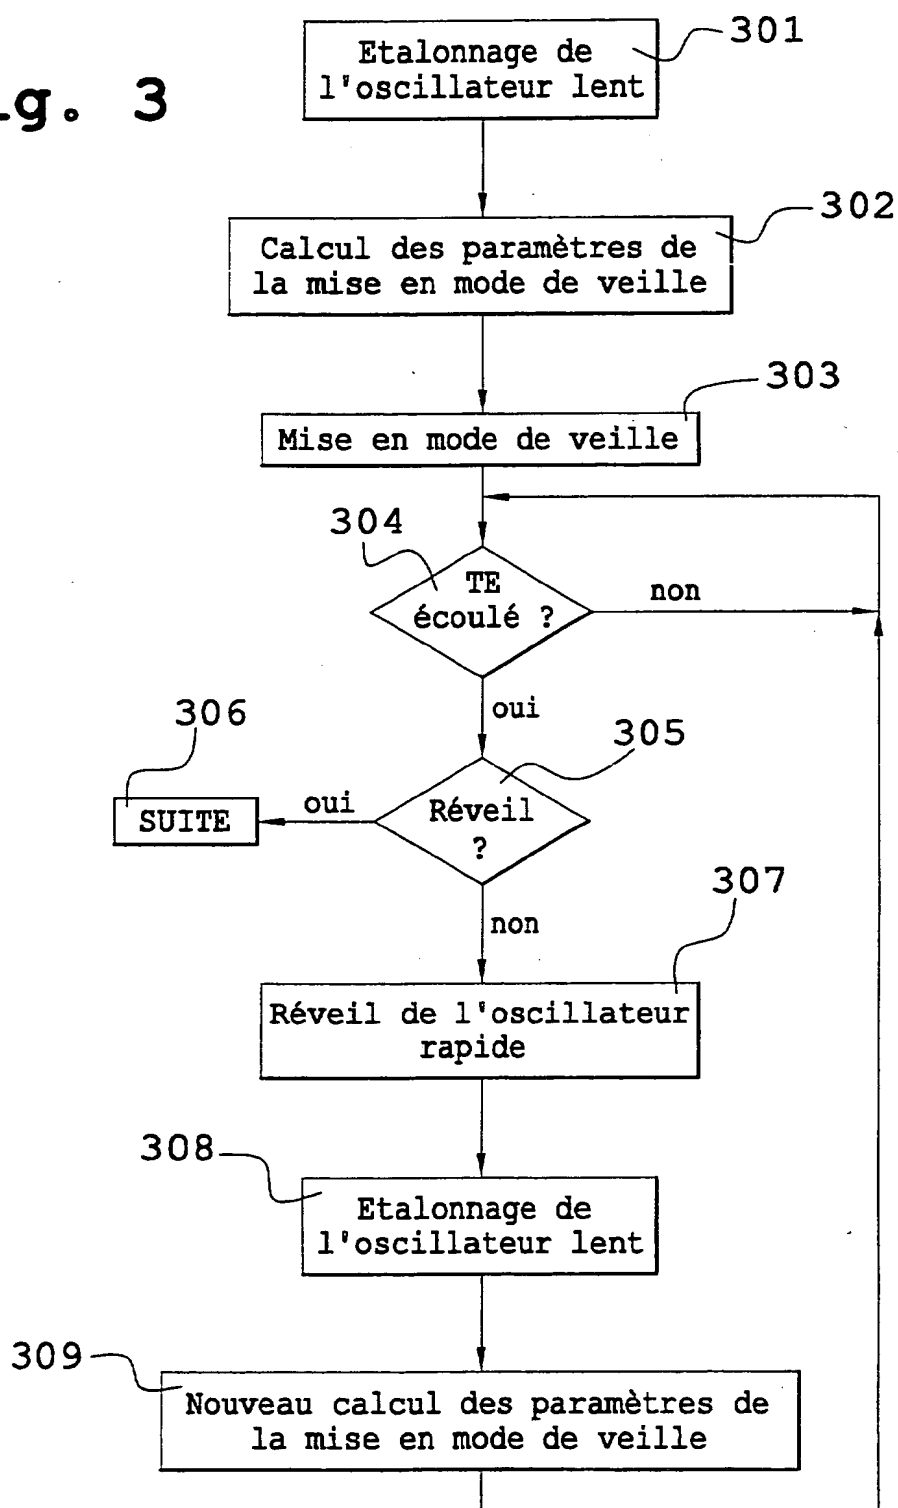 301
Etalonnage de
l'oscillateur lent
g. 3
302
Calcul des paramètres de
la mise en mode de veille
303
Mise en mode de veille
304
TE
écoulé ?
non
oui
306
305
SUITE
oui
Réveil
?
307
non
Réveil de l'oscillateur
rapide
308
Etalonnage de
l'oscillateur lent
309
Nouveau calcul des paramètres de
la mise en mode de veille